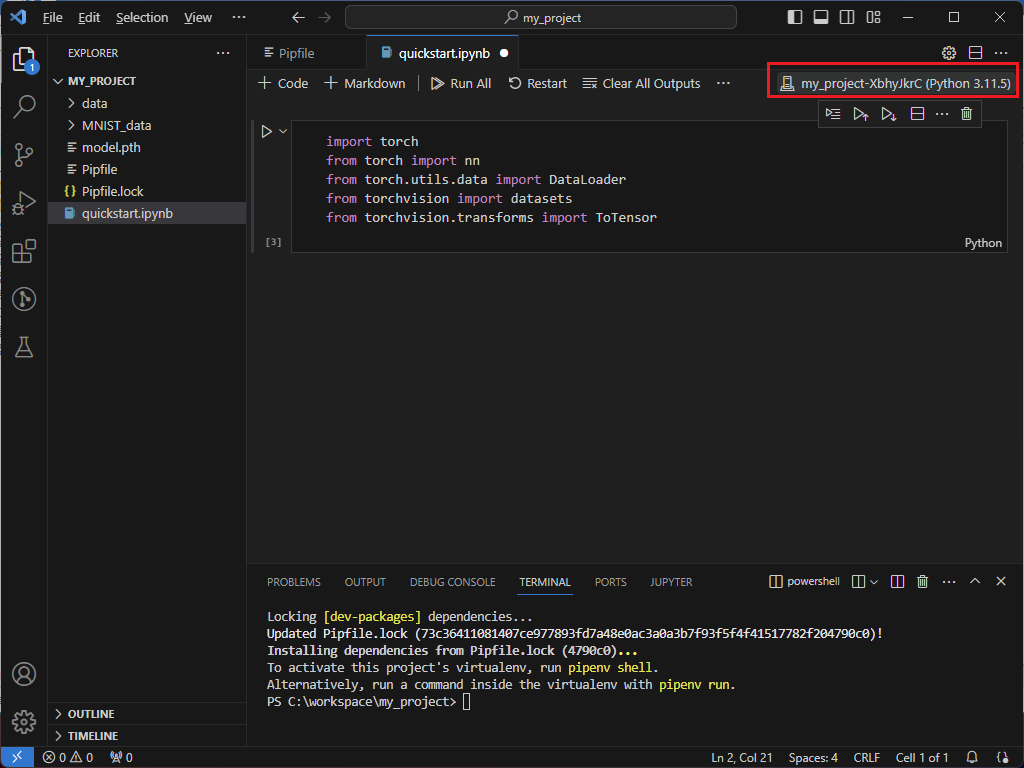 File Edit Selection View ··· my_project
EXPLORER ···
MY_PROJECT
data
MNIST_data
model.pth
Pipfile
Pipfile.lock
quickstart.ipynb
OUTLINE
TIMELINE
1
Pipfile quickstart.ipynb
Code Markdown Run All Restart Clear All Outputs ··· my_project-XbhyJkrC (Python 3.11.5)
import torch
from torch import nn
from torch.utils.data import DataLoader
from torchvision import datasets
from torchvision.transforms import ToTensor
[3] Python
PROBLEMS OUTPUT DEBUG CONSOLE TERMINAL PORTS JUPYTER powershell
Locking [dev-packages] dependencies...
Updated Pipfile.lock (73c36411081407ce977893fd7a48e0ac3a0a3b7f93f5f4f41517782f204790c0)!
Installing dependencies from Pipfile.lock (4790c0)...
To activate this project's virtualenv, run pipenv shell.
Alternatively, run a command inside the virtualenv with pipenv run.
PS C:\workspace\my_project>
0 0 0 Ln 2, Col 21 Spaces: 4 CRLF Cell 1 of 1